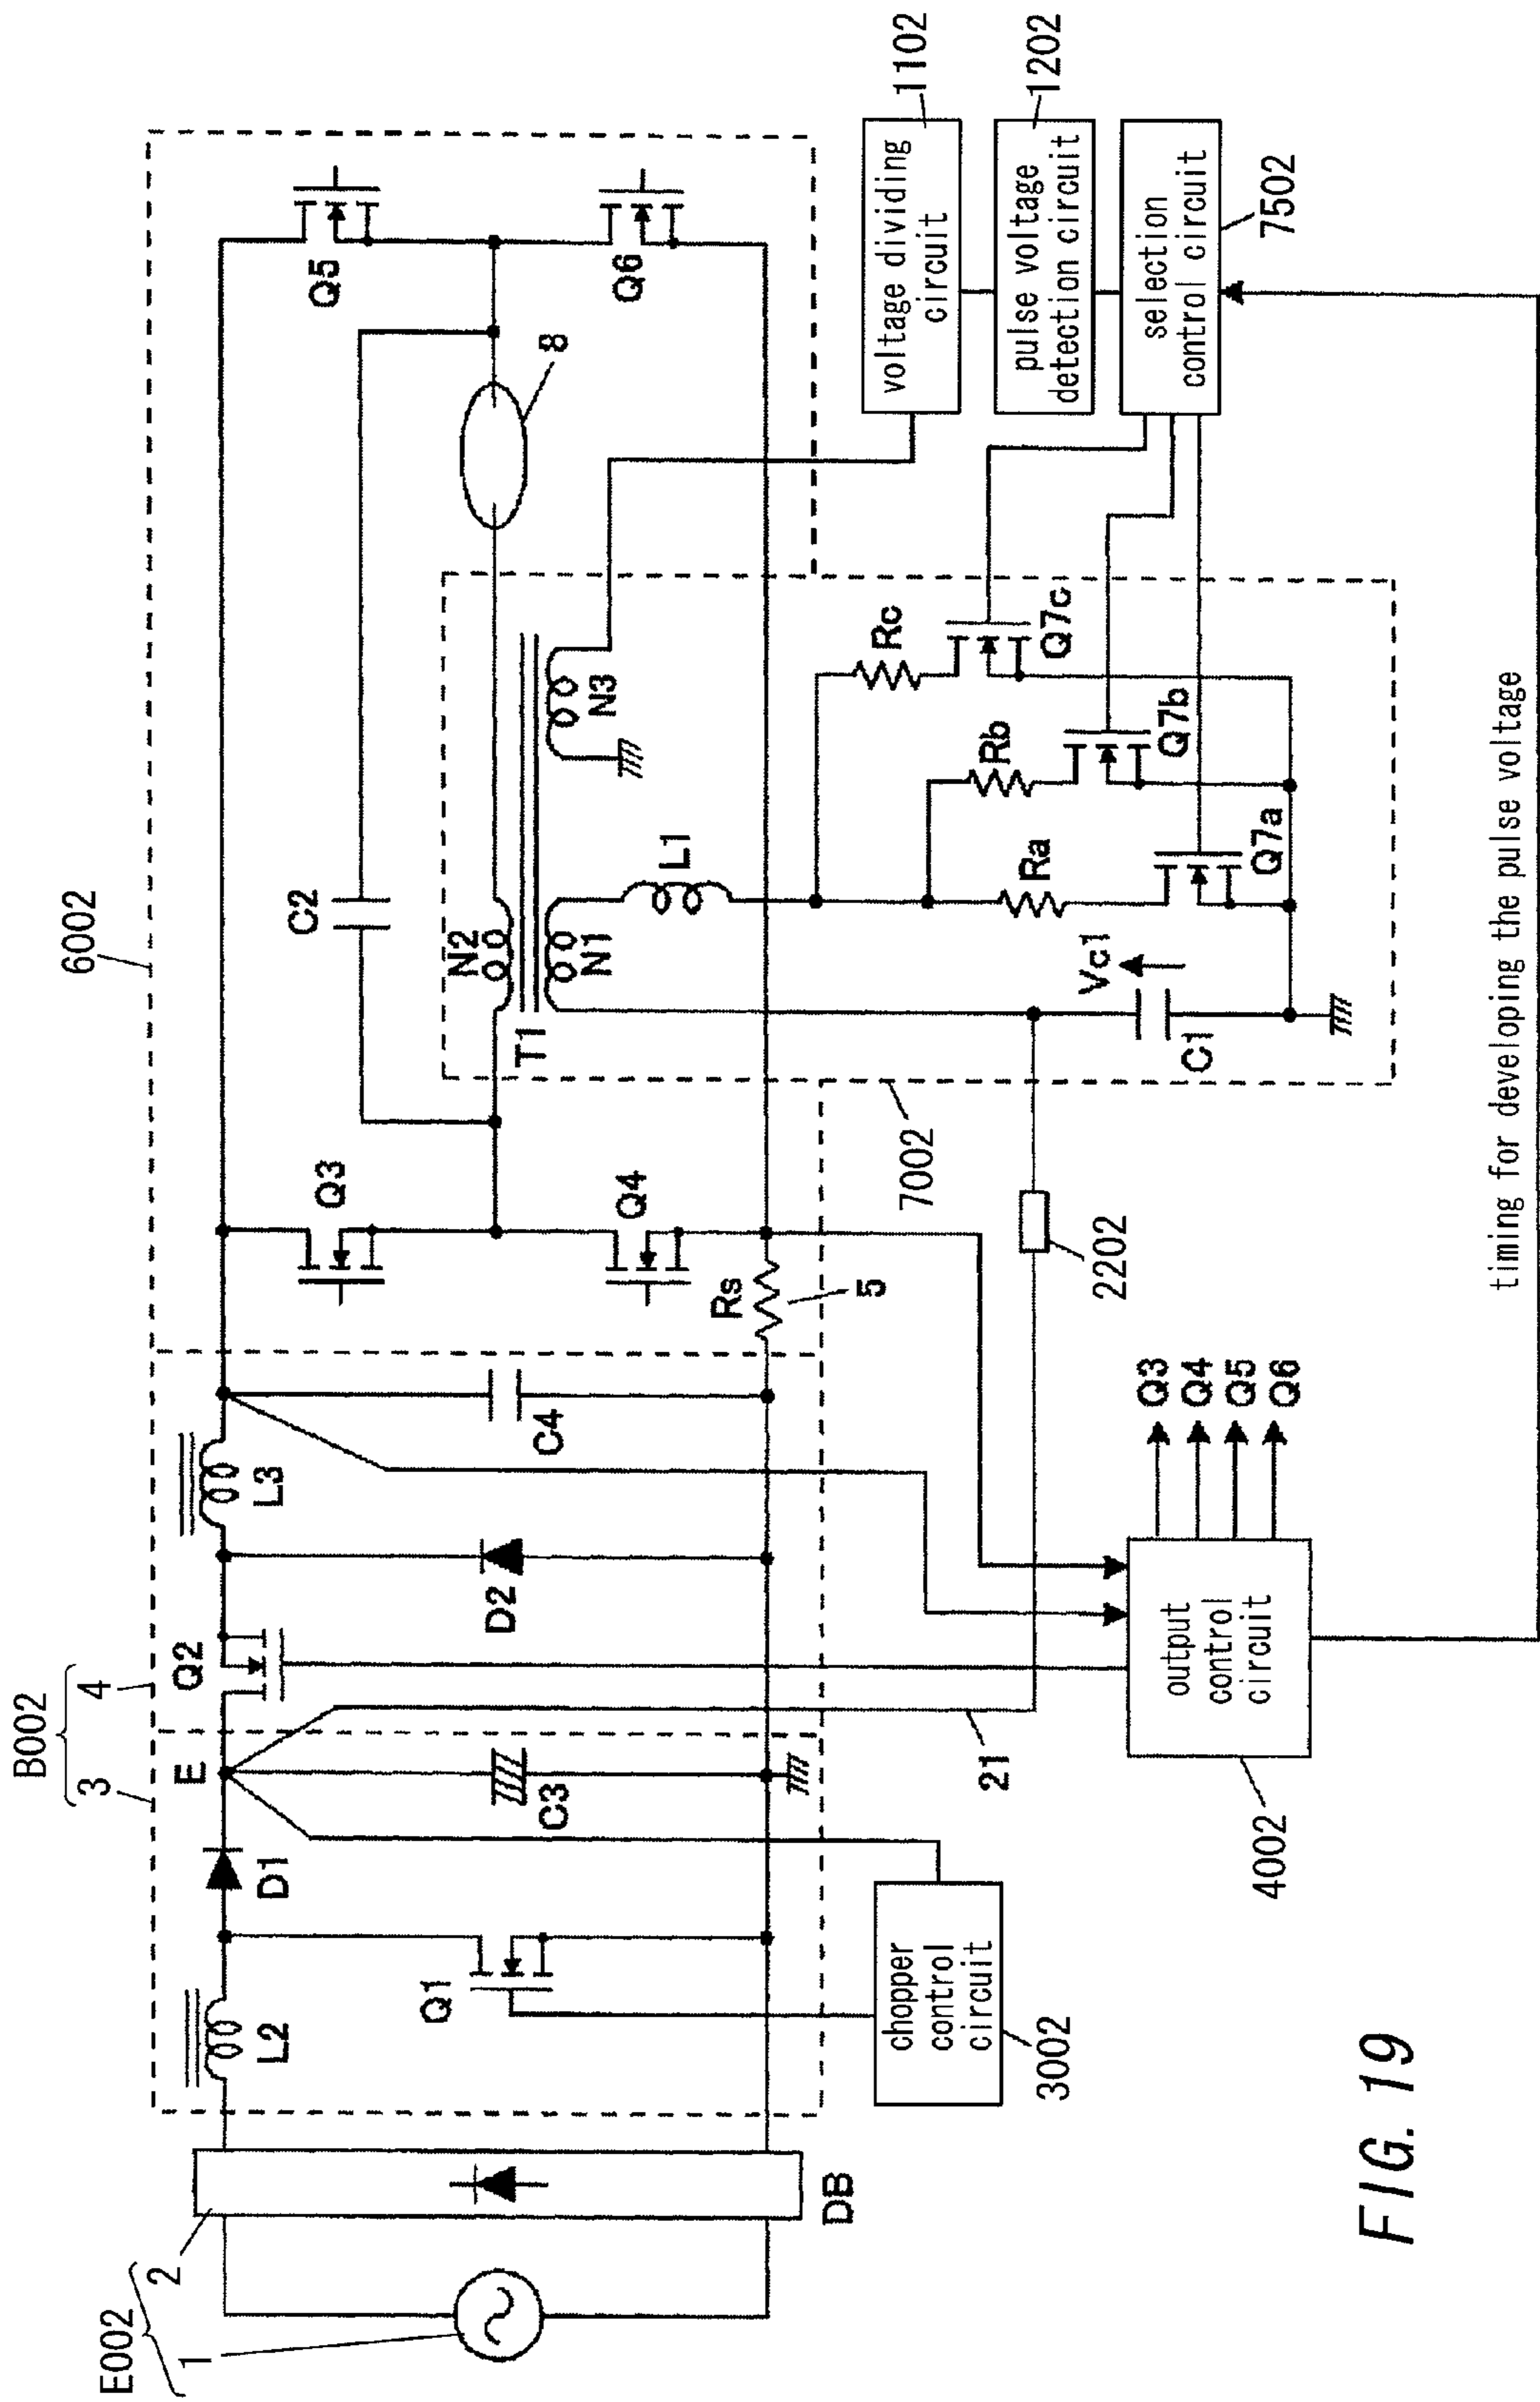 E002
1
2
DB
B002
3
4
L2
Q1
D1
E
C3
Q2
D2
L3
C4
21
chopper
control
circuit
3002
output
control
circuit
4002
Q3
Q4
Q5
Q6
6002
Q3
Q4
Rs
5
C2
8
Q5
Q6
T1
N2
N1
N3
L1
7002
2202
Vc1
C1
Ra
Rb
Rc
Q7a
Q7b
Q7c
voltage dividing
circuit
1102
pulse voltage
detection circuit
1202
selection
control circuit
7502
timing for developing the pulse voltage
FIG. 19